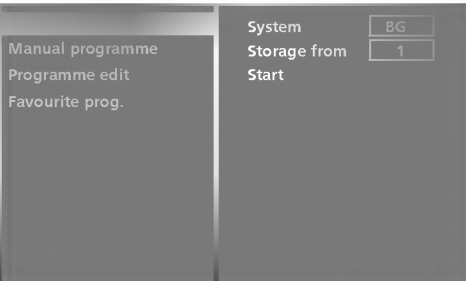 Manual programme
Programme edit
Favourite prog.
System BG
Storage from 1
Start